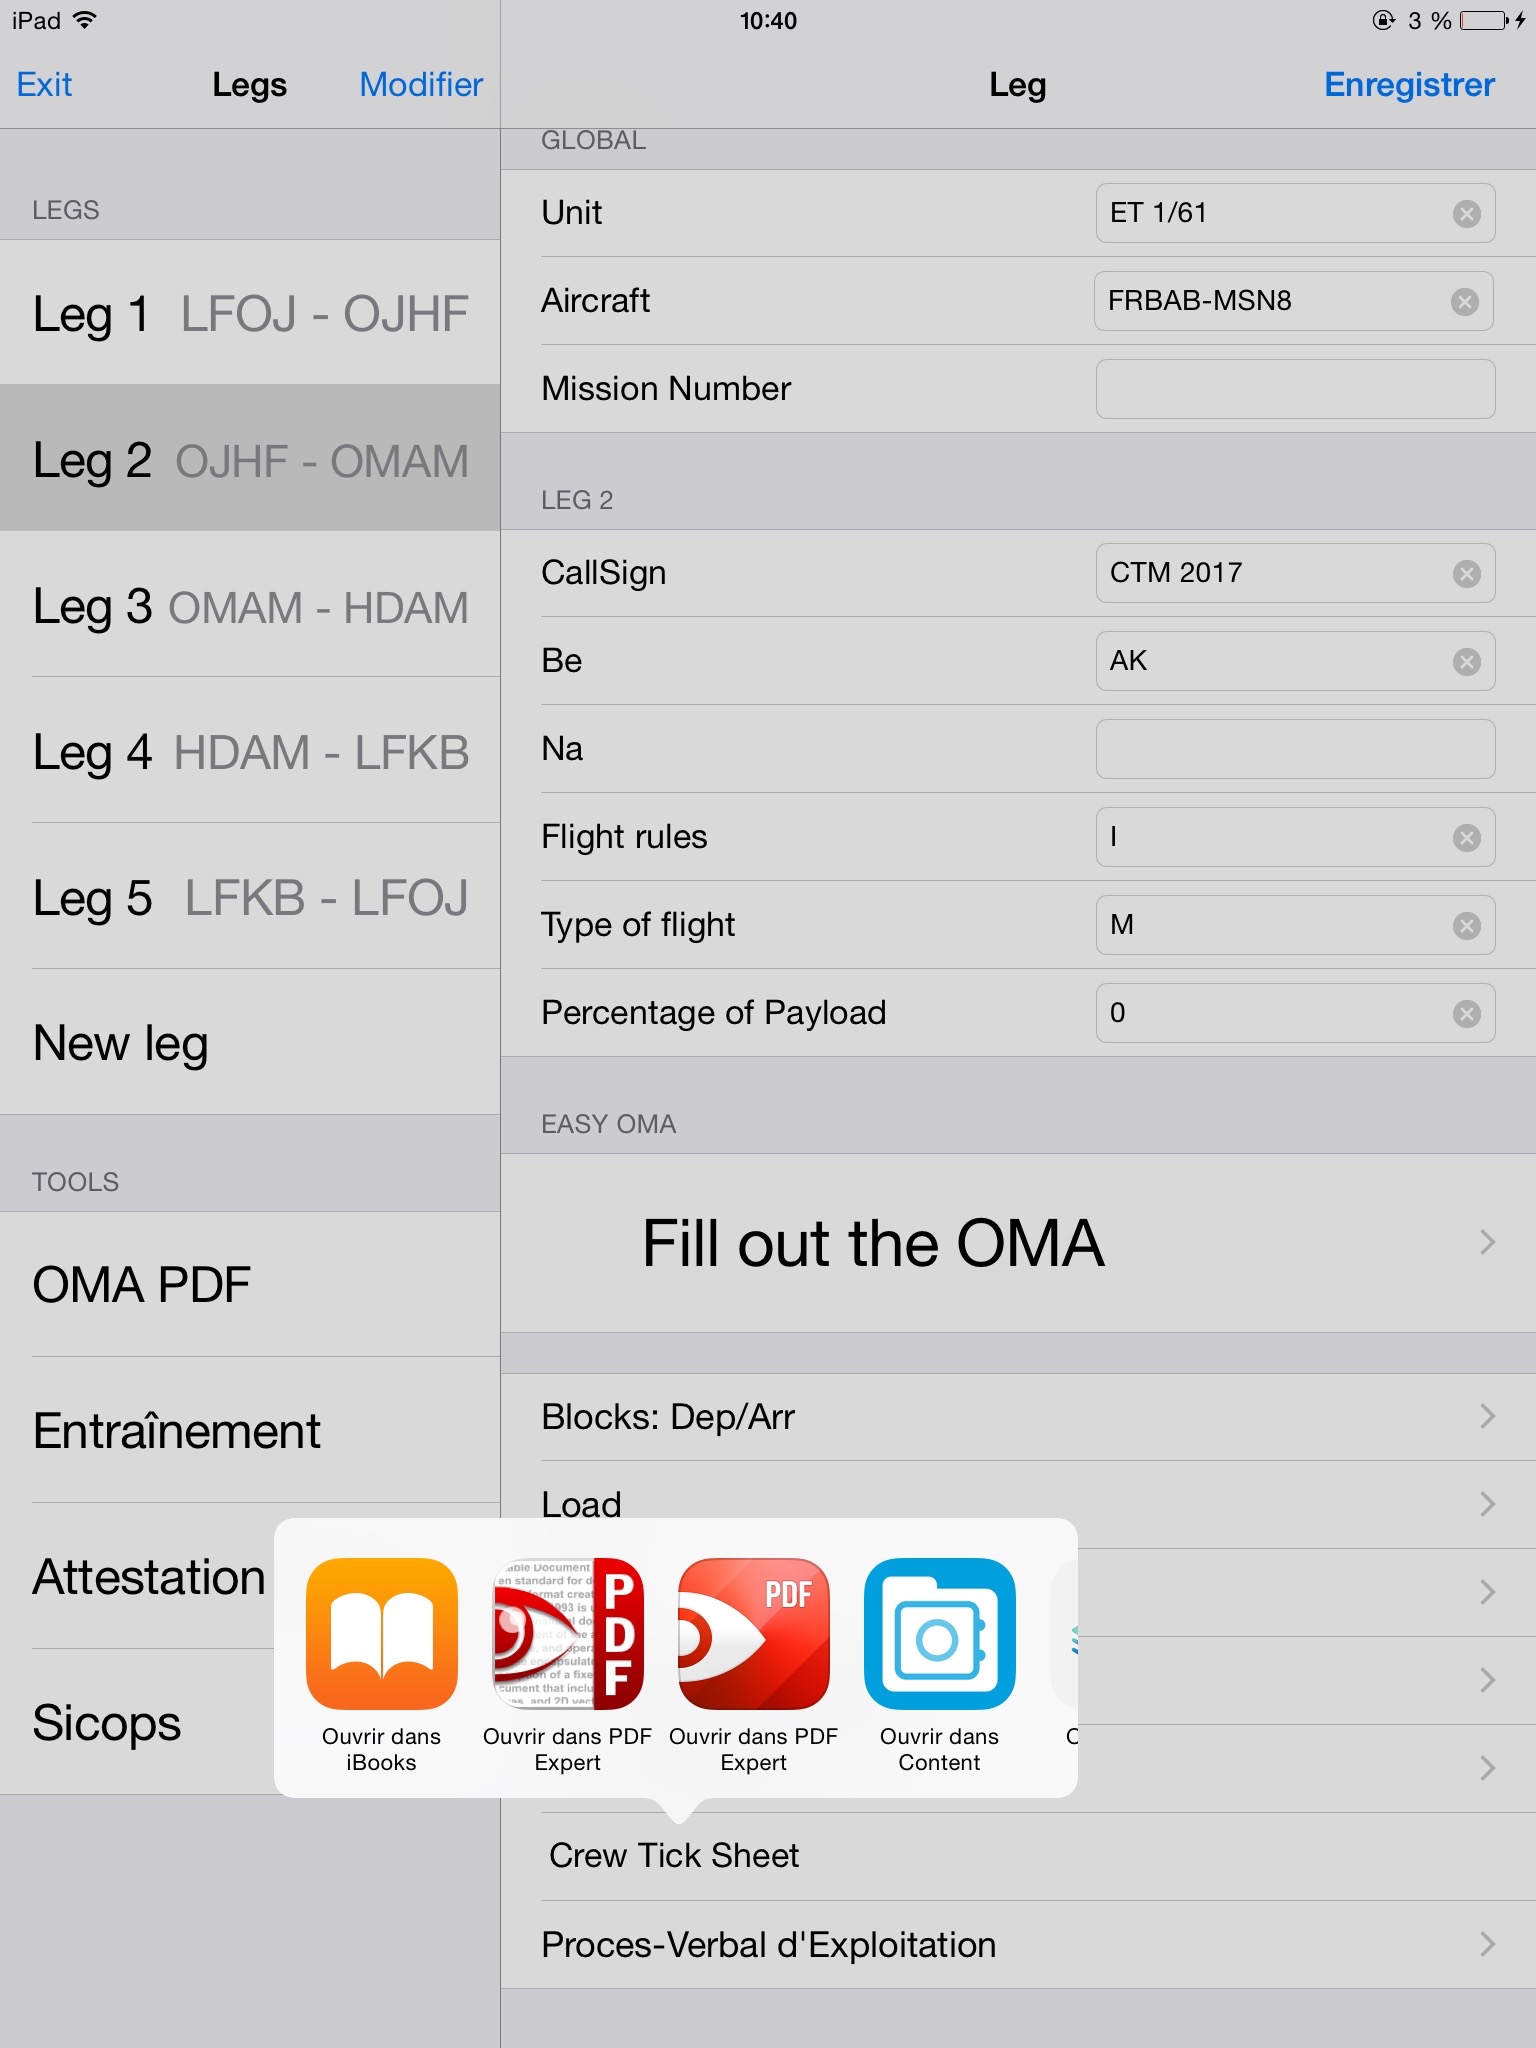 iPad
10:40
3 %
Exit
Legs
Modifier
Leg
Enregistrer
LEGS
Leg 1 LFOJ - OJHF
Leg 2 OJHF - OMAM
Leg 3 OMAM - HDAM
Leg 4 HDAM - LFKB
Leg 5 LFKB - LFOJ
New leg
TOOLS
OMA PDF
Entraînement
Attestation
Sicops
GLOBAL
Unit ET 1/61
Aircraft FRBAB-MSN8
Mission Number
LEG 2
CallSign CTM 2017
Be AK
Na
Flight rules I
Type of flight M
Percentage of Payload 0
EASY OMA
Fill out the OMA
Blocks: Dep/Arr
Load
PDF
PDF
Ouvrir dans
iBooks
Ouvrir dans PDF
Expert
Ouvrir dans PDF
Expert
Ouvrir dans
Content
Crew Tick Sheet
Proces-Verbal d'Exploitation